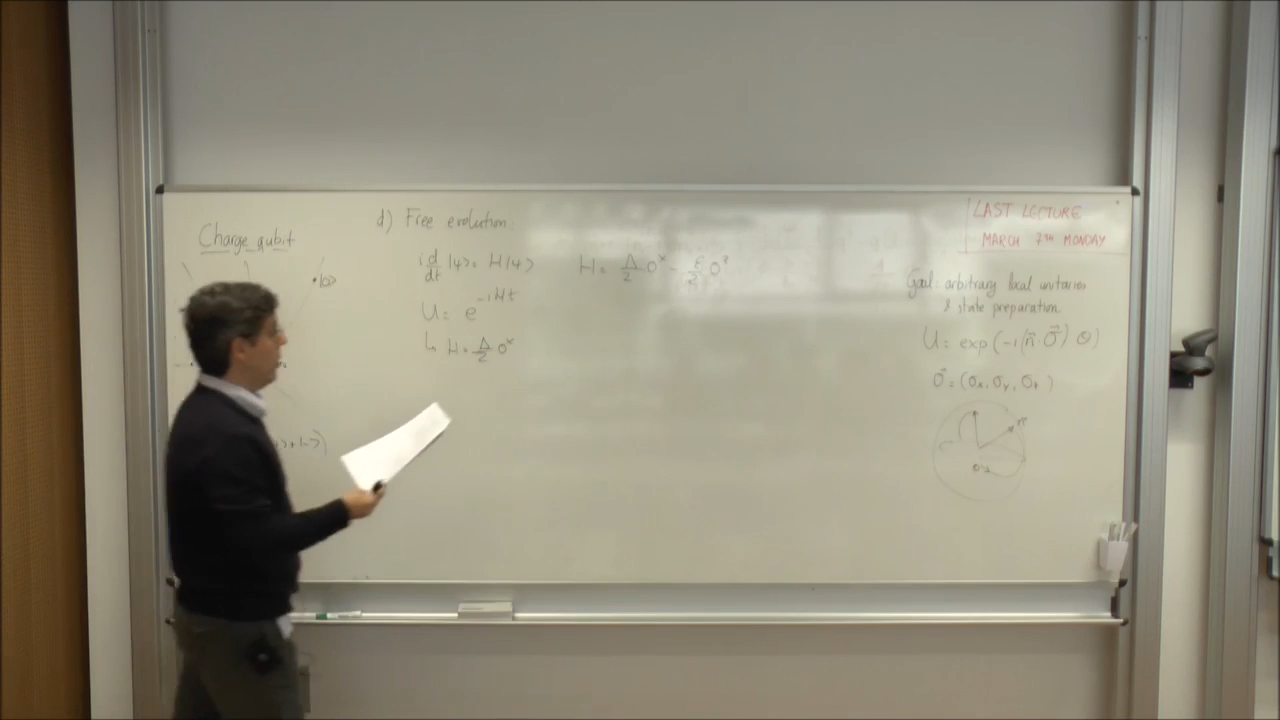 Charge qubit
|0>
|->)
d) Free evolution:
i d/dt |ψ> = H|ψ>
H = Δ/2 σˣ - ε/2 σᶻ
U = e^{-iHt}
↳ H = Δ/2 σˣ
LAST LECTURE
MARCH 7TH MONDAY
Goal: arbitrary local unitaries
& state preparation
U = exp(-i(n⃗·σ⃗) θ)
σ⃗ = (σx, σy, σz)
n⃗